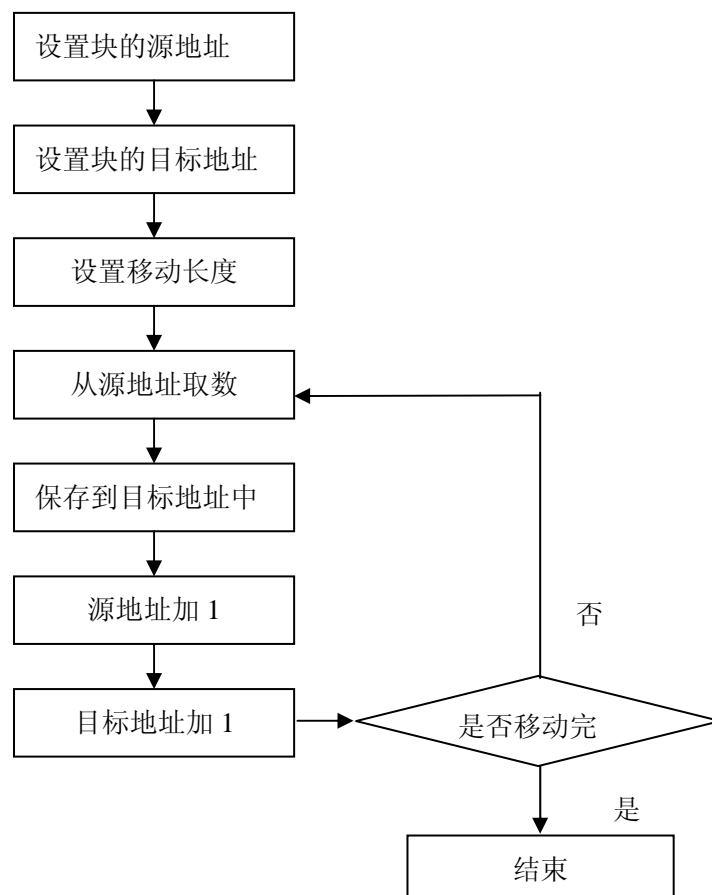 设置块的源地址
设置块的目标地址
设置移动长度
从源地址取数
保存到目标地址中
源地址加 1
否
目标地址加 1
是否移动完
是
结束